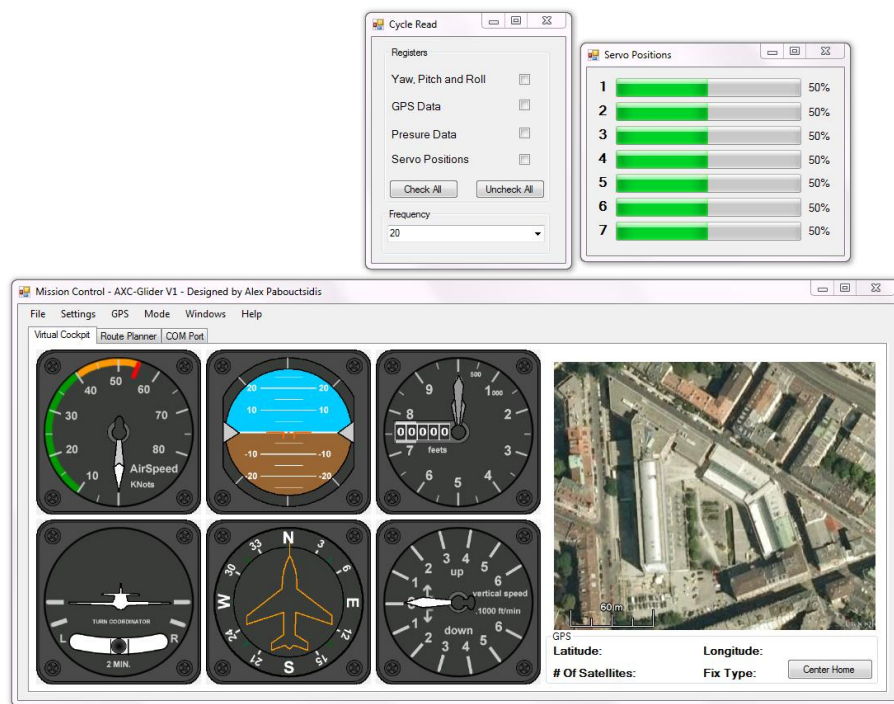 Cycle Read
Registers
Yaw, Pitch and Roll
GPS Data
Presure Data
Servo Positions
Check All Uncheck All
Frequency
20
Servo Positions
1 50%
2 50%
3 50%
4 50%
5 50%
6 50%
7 50%
Mission Control - AXC-Glider V1 - Designed by Alex Pabouctsidis
File Settings GPS Mode Windows Help
Virtual Cockpit Route Planner COM Port
10 20 30 40 50 60 70 80
AirSpeed
KNots
20 20
10 10
-10 -10
-20 -20
500
9 1000
8 2
00000
7 3
feets
6 5 4
TURN COORDINATOR
L R
2 MIN.
N 3 6 E 12 15 S 21 24 W 30 33
1 2 3 4 5 6
up
vertical speed
.1000 ft/min
down
1 2 3 4 5 6
60 m
GPS
Latitude: Longitude:
# Of Satellites: Fix Type: Center Home